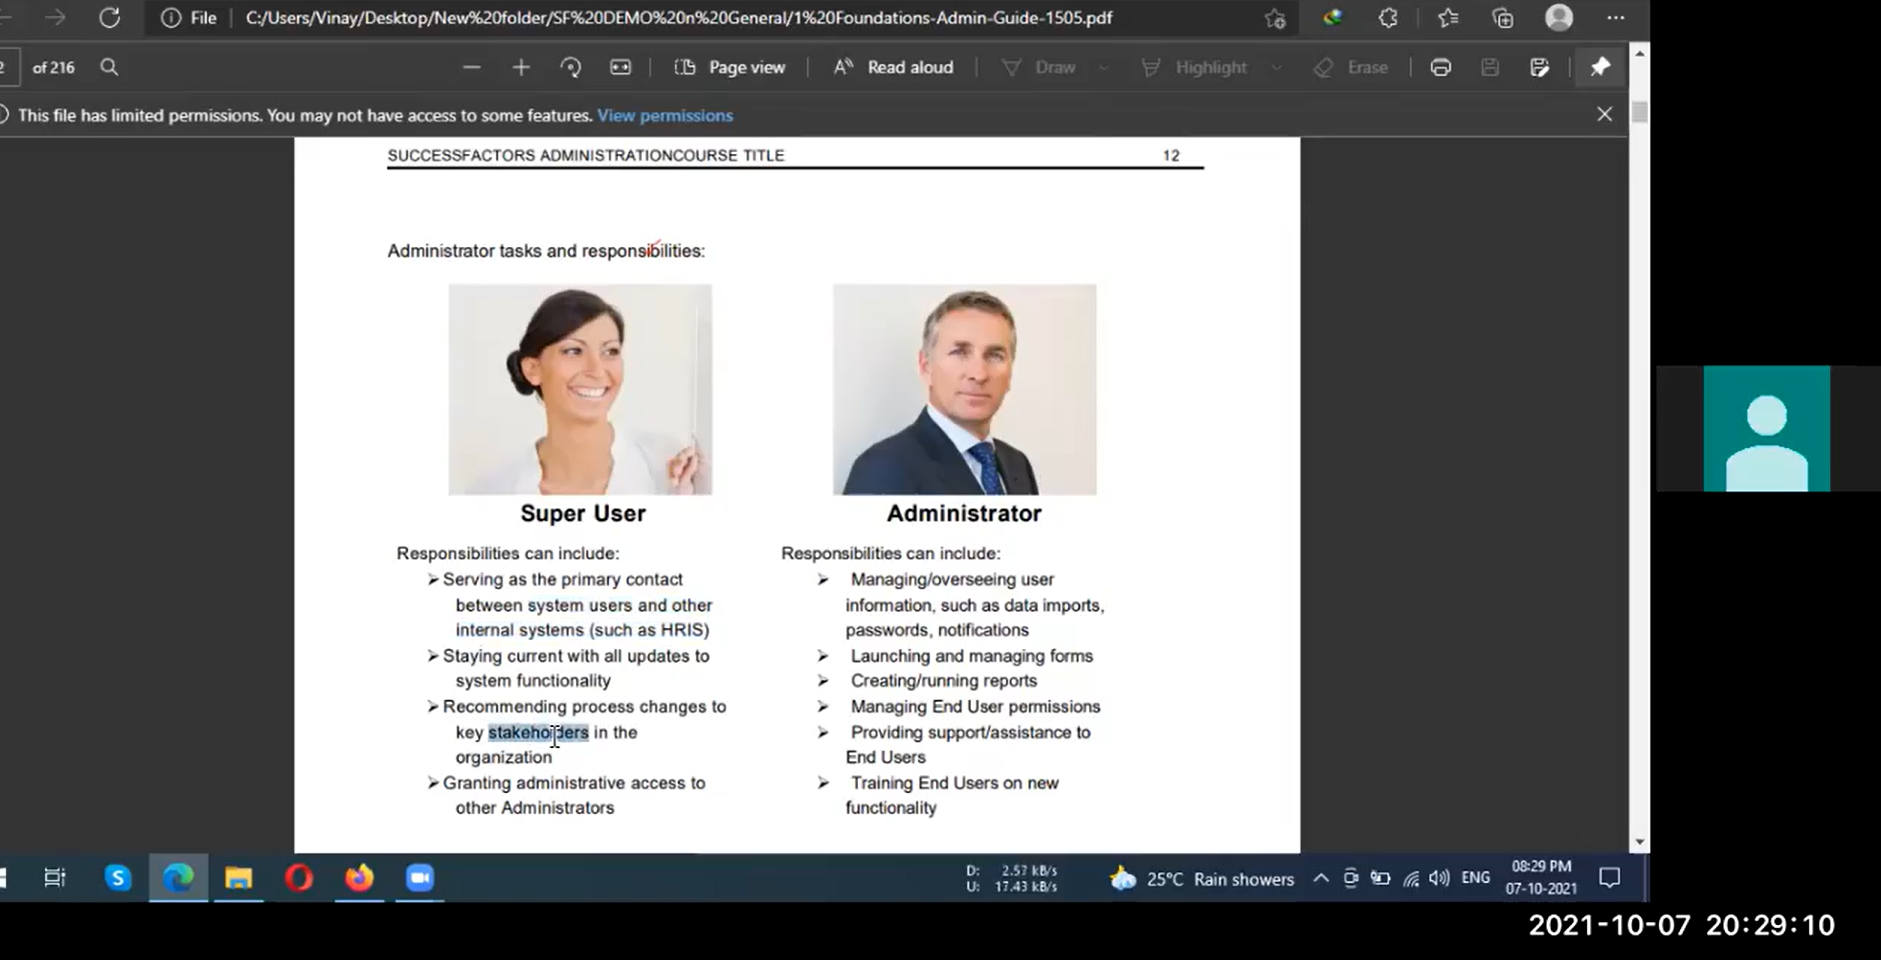 File
C:/Users/Vinay/Desktop/New%20folder/SF%20DEMO%20n%20General/1%20Foundations-Admin-Guide-1505.pdf
2 of 216
Page view
Read aloud
Draw
Highlight
Erase
This file has limited permissions. You may not have access to some features. View permissions
SUCCESSFACTORS ADMINISTRATIONCOURSE TITLE 12
Administrator tasks and responsibilities:
Super User
Responsibilities can include:
➢Serving as the primary contact
between system users and other
internal systems (such as HRIS)
➢Staying current with all updates to
system functionality
➢Recommending process changes to
key stakeholders in the
organization
➢Granting administrative access to
other Administrators
Administrator
Responsibilities can include:
➢ Managing/overseeing user
information, such as data imports,
passwords, notifications
➢ Launching and managing forms
➢ Creating/running reports
➢ Managing End User permissions
➢ Providing support/assistance to
End Users
➢ Training End Users on new
functionality
D: 2.57 kB/s
U: 17.43 kB/s
25°C Rain showers
ENG
08:29 PM
07-10-2021
2021-10-07 20:29:10